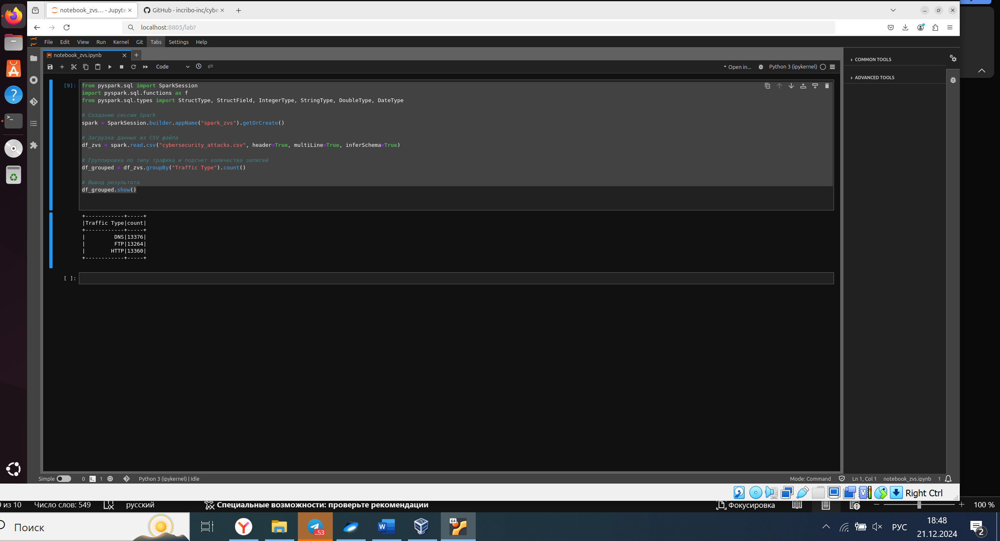 notebook_zvs... - Jupyte
GitHub - incribo-inc/cybe
localhost:8805/lab?
File Edit View Run Kernel Git Tabs Settings Help
notebook_zvs.ipynb
Code
git
Open in...
Python 3 (ipykernel)
COMMON TOOLS
ADVANCED TOOLS
[9]:
from pyspark.sql import SparkSession
import pyspark.sql.functions as f
from pyspark.sql.types import StructType, StructField, IntegerType, StringType, DoubleType, DateType
# Создание сессии Spark
spark = SparkSession.builder.appName("spark_zvs").getOrCreate()
# Загрузка данных из CSV файла
df_zvs = spark.read.csv("cybersecurity_attacks.csv", header=True, multiLine=True, inferSchema=True)
# Группировка по типу трафика и подсчет количества записей
df_grouped = df_zvs.groupBy("Traffic Type").count()
# Вывод результата
df_grouped.show()
+------------+-----+
|Traffic Type|count|
+------------+-----+
|         DNS|13376|
|         FTP|13264|
|        HTTP|13360|
+------------+-----+
[ ]:
Simple 0 1 Python 3 (ipykernel) | Idle
Mode: Command Ln 1, Col 1 notebook_zvs.ipynb 1
Right Ctrl
из 10 Число слов: 549 русский Специальные возможности: проверьте рекомендации Фокусировка 100 %
Поиск
..53
64
РУС
18:48
21.12.2024
2